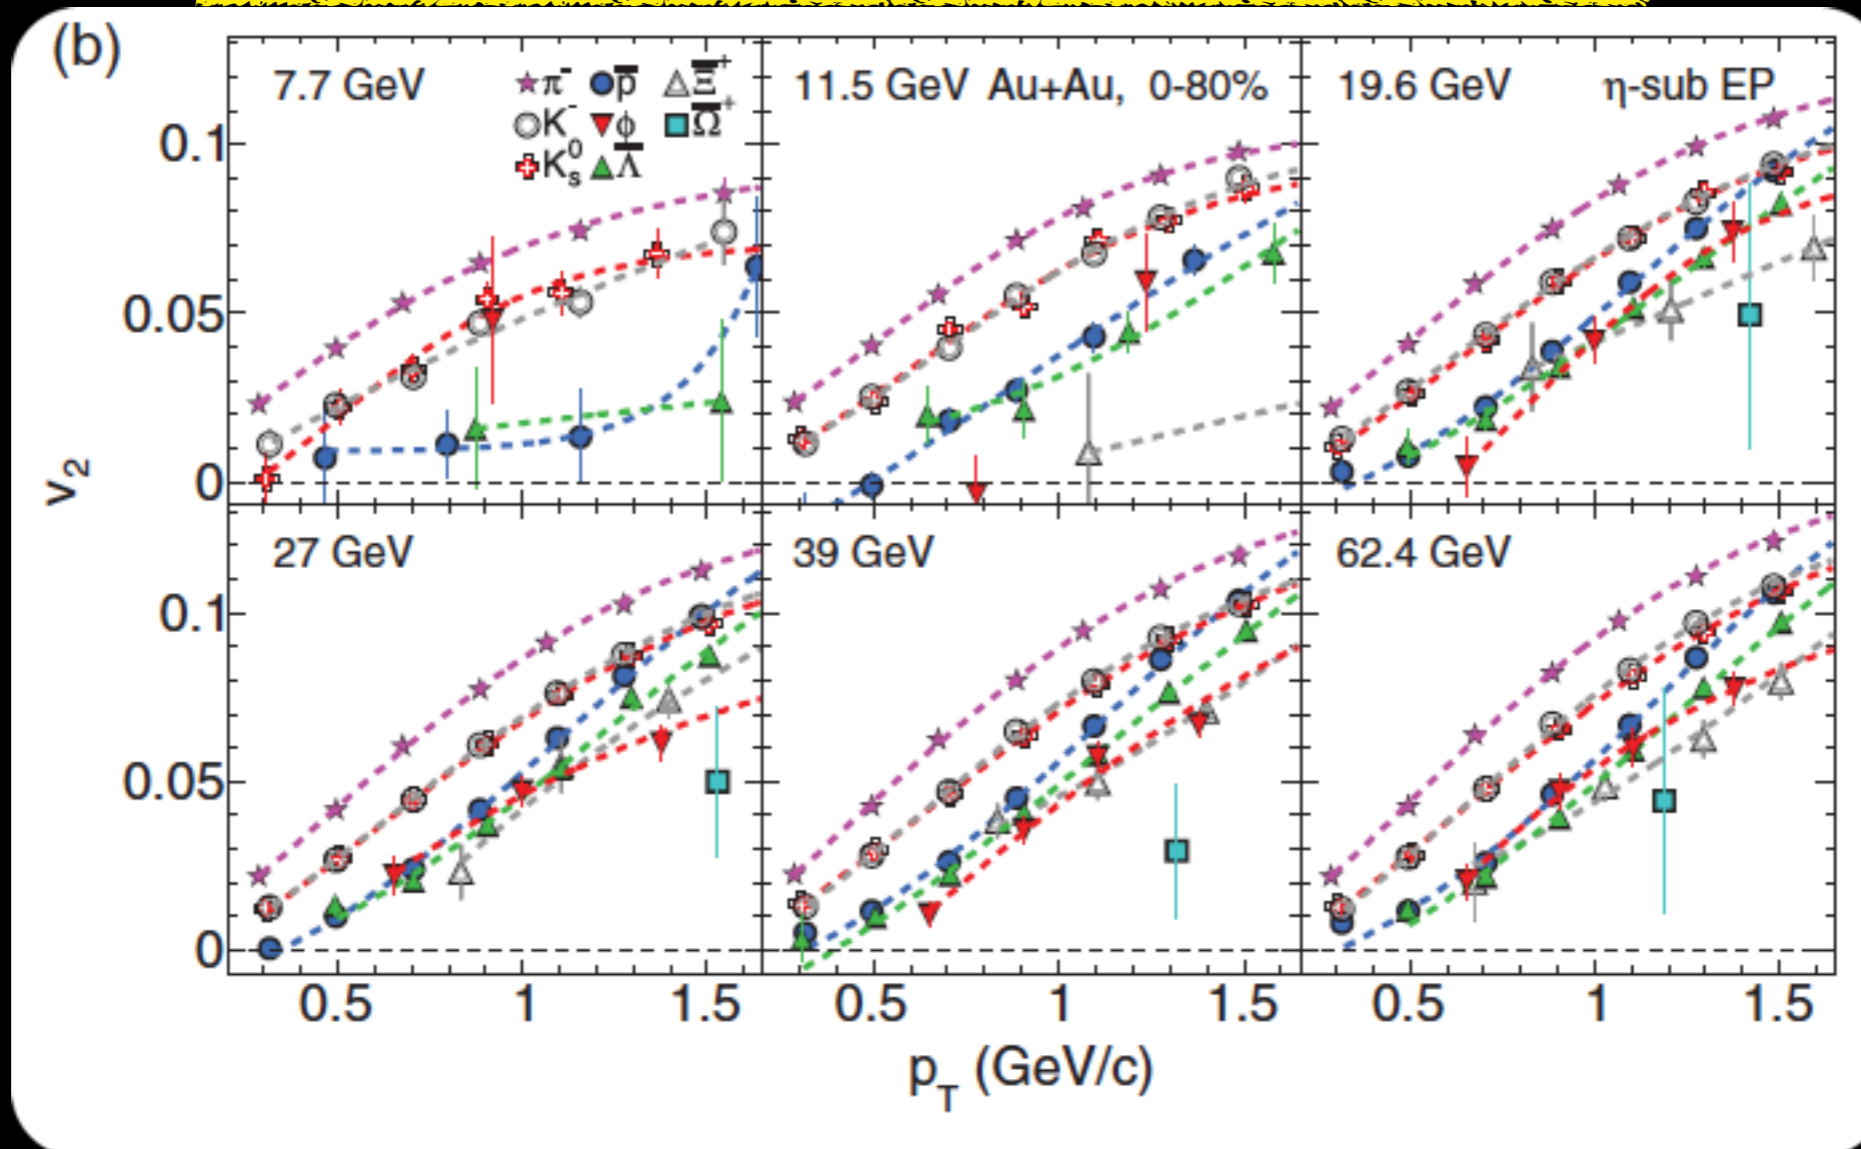 (b)
7.7 GeV
π⁻ p̅ Ξ̅⁺
K⁻ ϕ Ω̅⁺
K⁰ₛ Λ̅
11.5 GeV Au+Au, 0-80%
19.6 GeV η-sub EP
0.1
0.05
0
v₂
27 GeV
39 GeV
62.4 GeV
0.1
0.05
0
0.5 1 1.5 0.5 1 1.5 0.5 1 1.5
p_T (GeV/c)